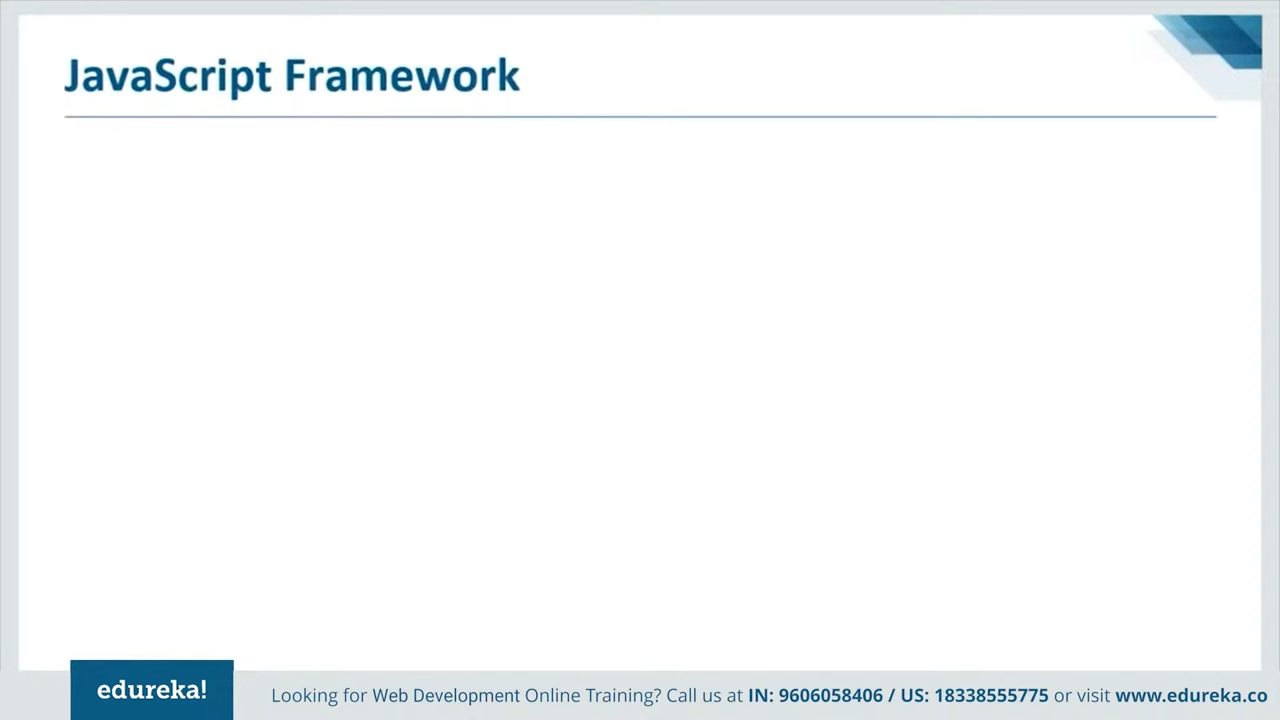 JavaScript Framework
edureka!
Looking for Web Development Online Training? Call us at IN: 9606058406 / US: 18338555775 or visit www.edureka.co